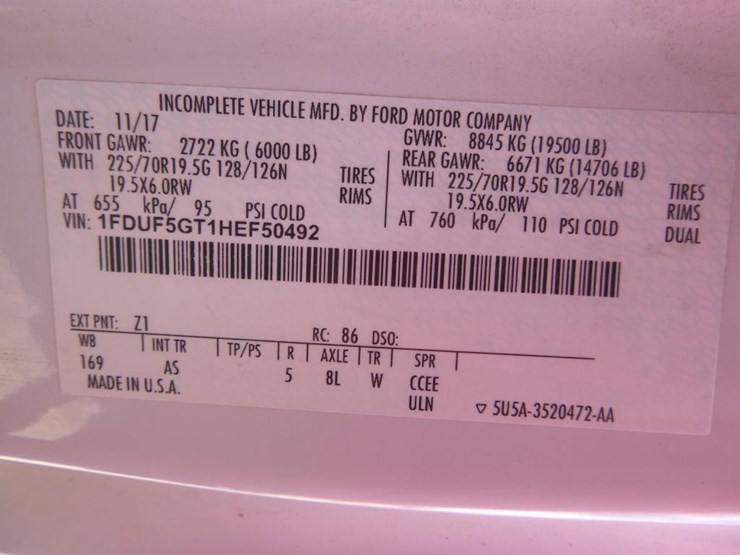 INCOMPLETE VEHICLE MFD. BY FORD MOTOR COMPANY
DATE: 11/17 GVWR: 8845 KG (19500 LB)
FRONT GAWR: 2722 KG ( 6000 LB) REAR GAWR: 6671 KG (14706 LB)
WITH 225/70R19.5G 128/126N TIRES WITH 225/70R19.5G 128/126N TIRES
19.5X6.0RW RIMS 19.5X6.0RW RIMS
AT 655 kPa/ 95 PSI COLD AT 760 kPa/ 110 PSI COLD DUAL
VIN: 1FDUF5GT1HEF50492
EXT PNT: Z1 RC: 86 DSO:
WB INT TR TP/PS R AXLE TR SPR
169 AS 5 8L W CCEE
MADE IN U.S.A. ULN ▽ 5U5A-3520472-AA